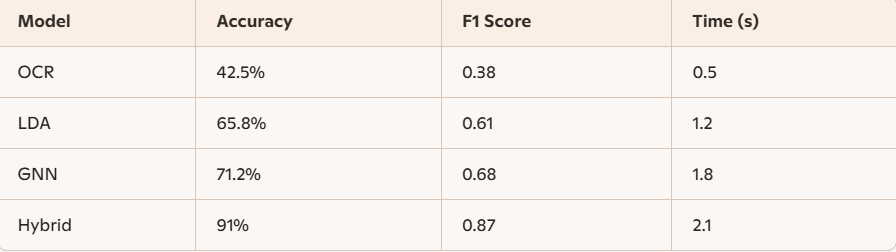 Model Accuracy F1 Score Time (s)
OCR 42.5% 0.38 0.5
LDA 65.8% 0.61 1.2
GNN 71.2% 0.68 1.8
Hybrid 91% 0.87 2.1